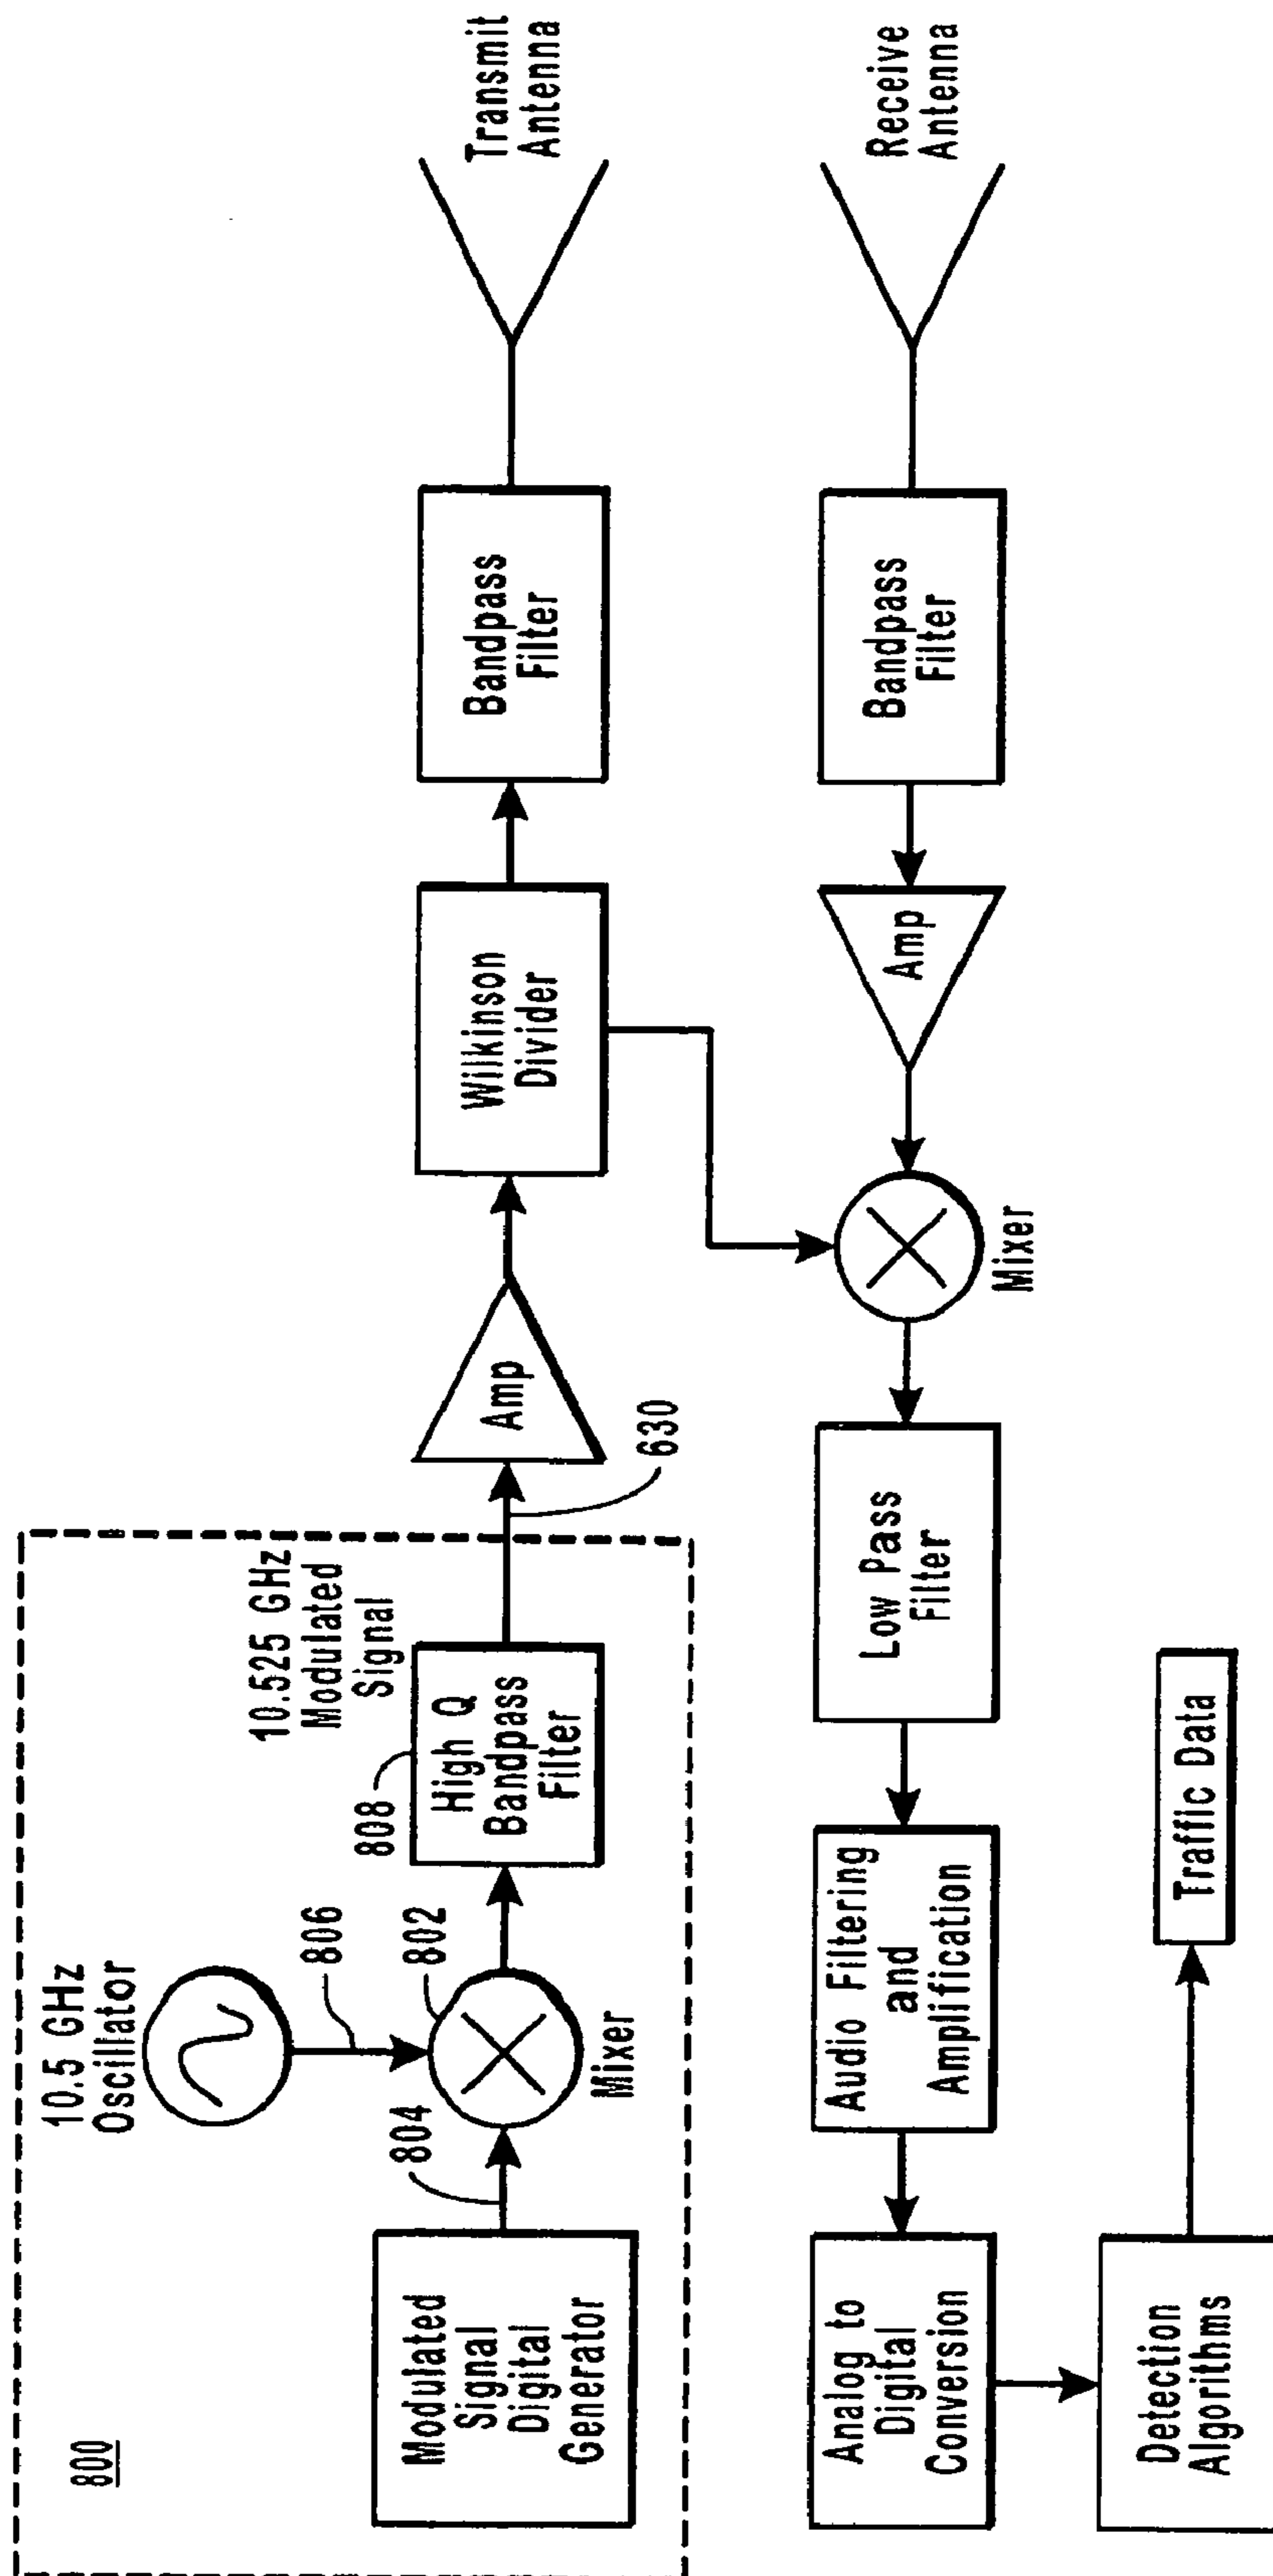 800
10.5 GHz
Oscillator
806
802
804
Mixer
Modulated
Signal
Digital
Generator
808
High Q
Bandpass
Filter
10.525 GHz
Modulated
Signal
630
Amp
Wilkinson
Divider
Bandpass
Filter
Transmit
Antenna
Receive
Antenna
Bandpass
Filter
Amp
Mixer
Low Pass
Filter
Audio Filtering
and
Amplification
Analog to
Digital
Conversion
Detection
Algorithms
Traffic Data